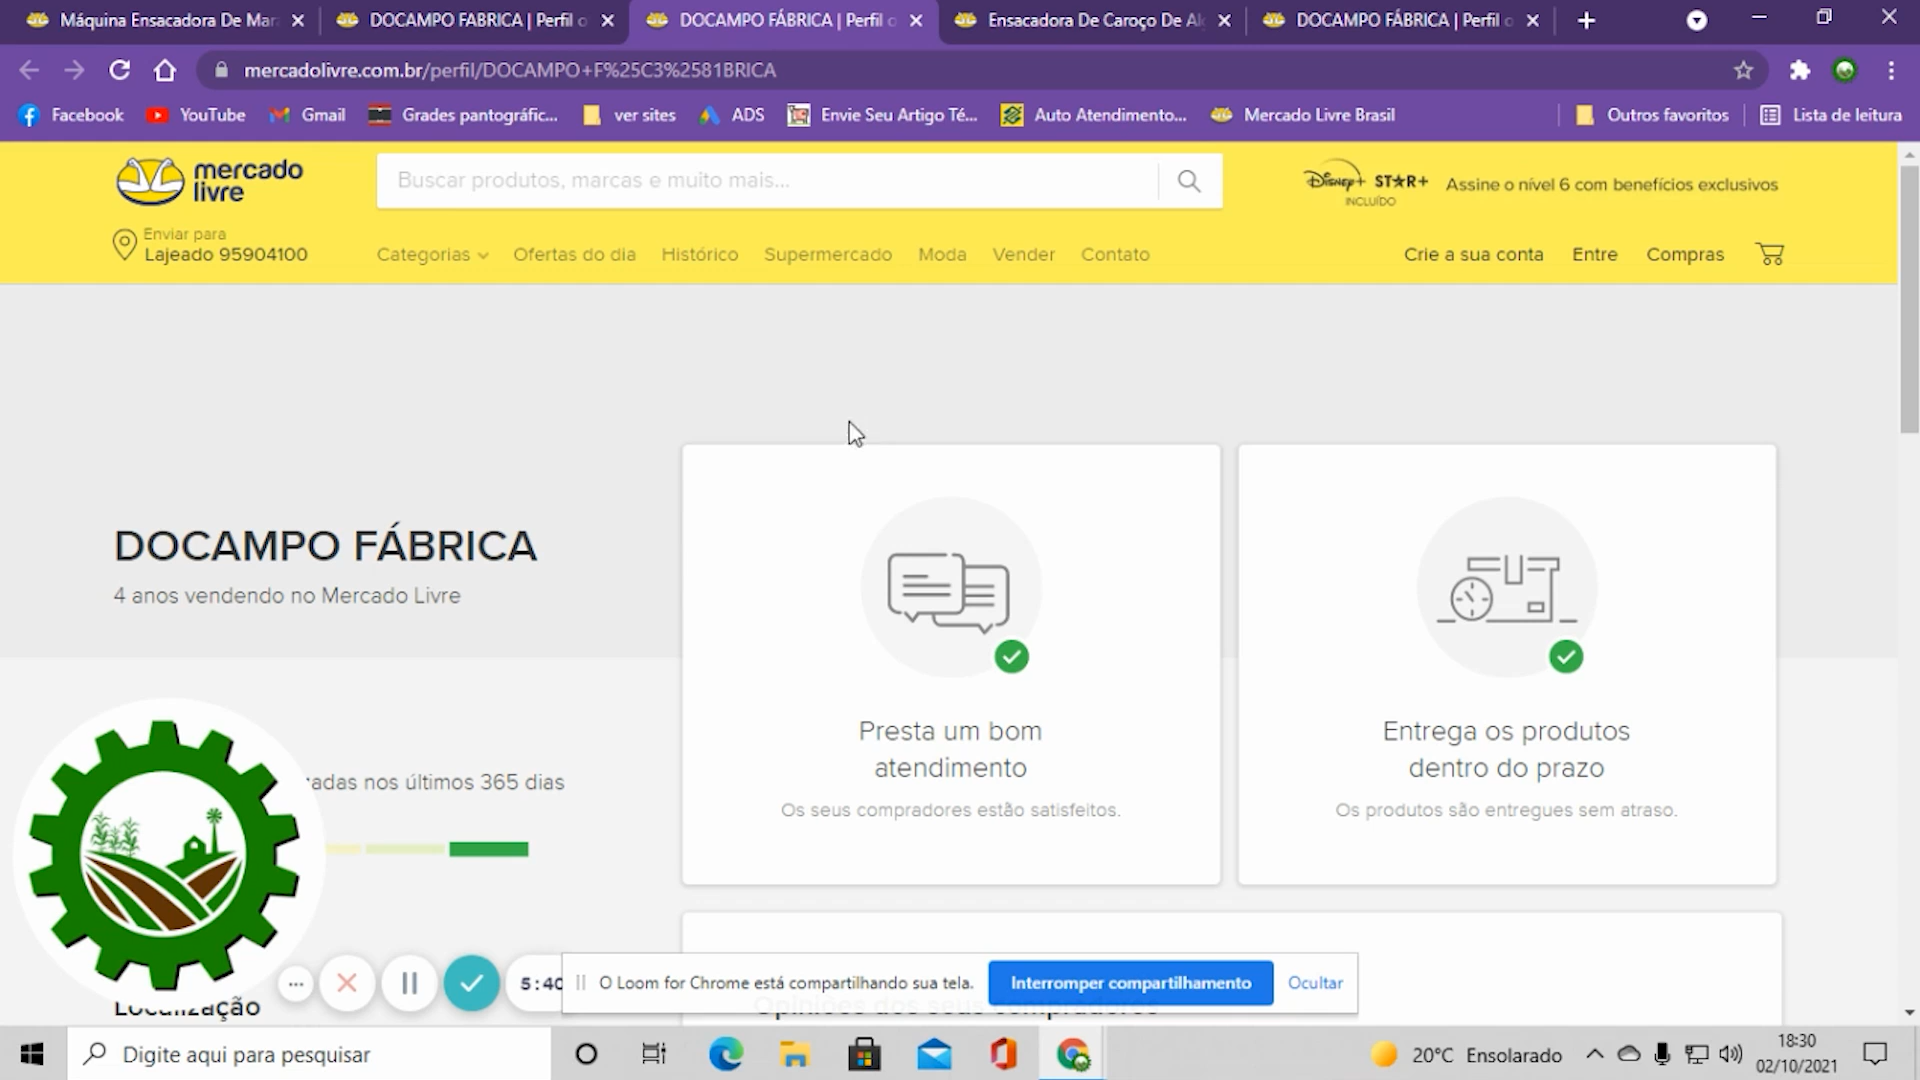 Máquina Ensacadora De Mar
DOCAMPO FABRICA | Perfil o
DOCAMPO FÁBRICA | Perfil o
Ensacadora De Caroço De Al
DOCAMPO FÁBRICA | Perfil o
mercadolivre.com.br/perfil/DOCAMPO+F%25C3%2581BRICA
Facebook
YouTube
Gmail
Grades pantográfic...
ver sites
ADS
Envie Seu Artigo Té...
Auto Atendimento...
Mercado Livre Brasil
Outros favoritos
Lista de leitura
mercado
livre
Buscar produtos, marcas e muito mais...
Disney+ STAR+
INCLUÍDO
Assine o nível 6 com benefícios exclusivos
Enviar para
Lajeado 95904100
Categorias
Ofertas do dia
Histórico
Supermercado
Moda
Vender
Contato
Crie a sua conta
Entre
Compras
DOCAMPO FÁBRICA
4 anos vendendo no Mercado Livre
Presta um bom
atendimento
Os seus compradores estão satisfeitos.
Entrega os produtos
dentro do prazo
Os produtos são entregues sem atraso.
adas nos últimos 365 dias
Localização
5:40
O Loom for Chrome está compartilhando sua tela.
Interromper compartilhamento
Ocultar
Opiniões dos seus compradores
Digite aqui para pesquisar
20°C Ensolarado
18:30
02/10/2021